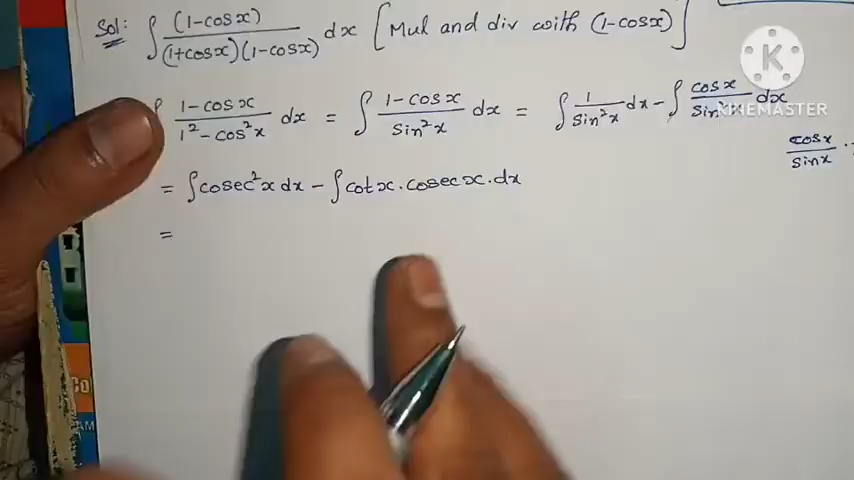 Sol: ∫ (1-cosx)/(1+cosx)(1-cosx) dx [Mul and div with (1-cosx)]
∫ 1-cosx/1²-cos²x dx = ∫ 1-cosx/sin²x dx = ∫ 1/sin²x dx - ∫ cosx/sin²x dx
cosx/sinx ·
= ∫cosec²x dx - ∫cotx.cosecx.dx
=
K
KINEMASTER